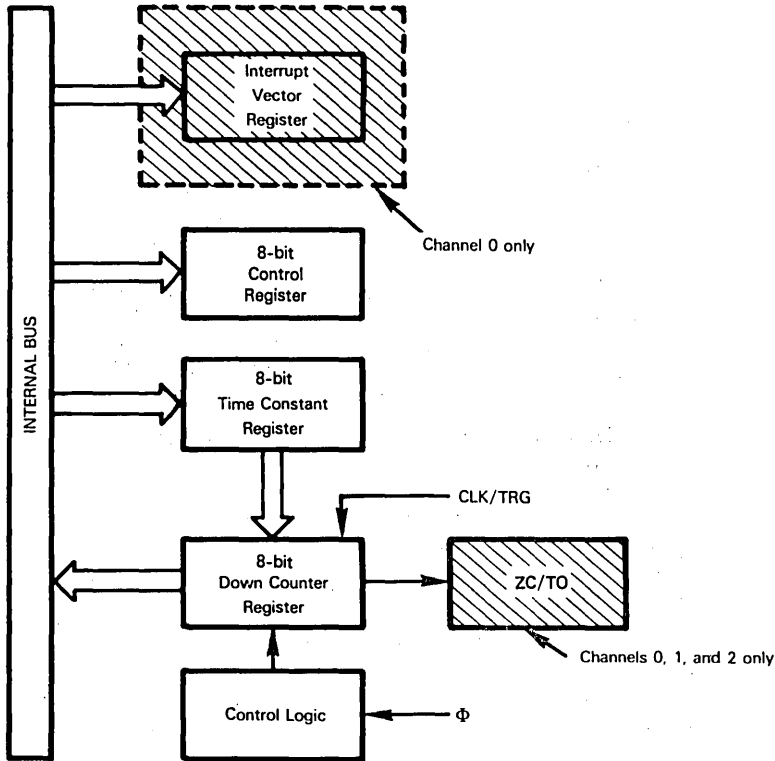 INTERNAL BUS
Interrupt
Vector
Register
Channel 0 only
8-bit
Control
Register
8-bit
Time Constant
Register
CLK/TRG
8-bit
Down Counter
Register
ZC/TO
Channels 0, 1, and 2 only
Control Logic
Φ